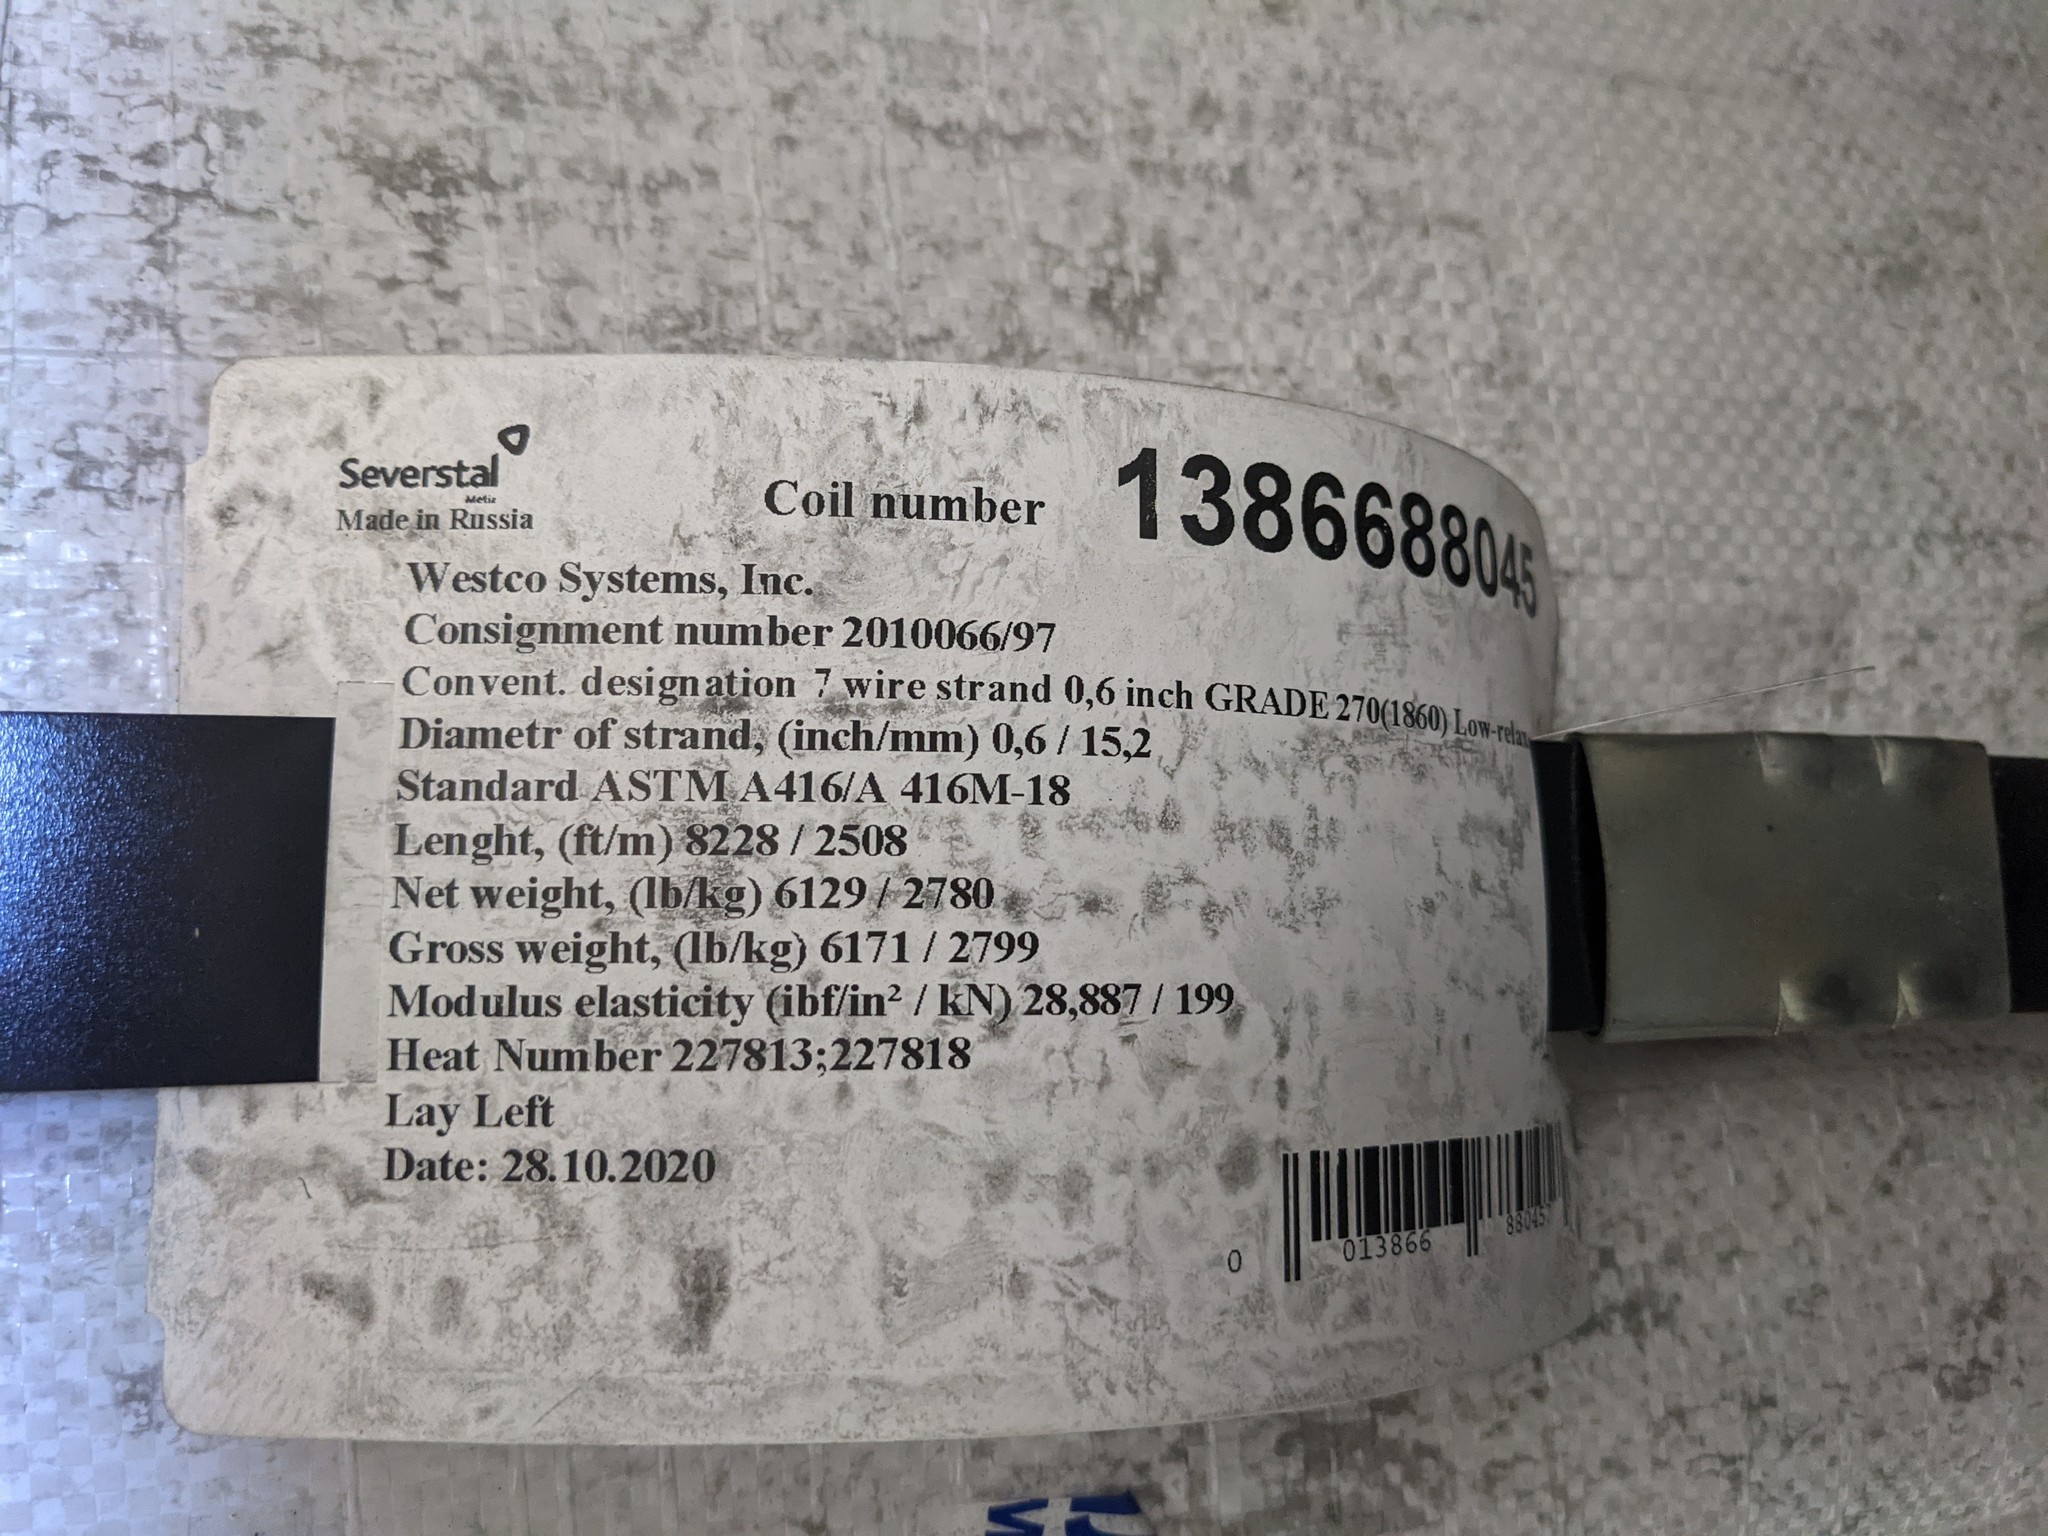 Severstal
Metiz
Made in Russia
Coil number 1386688045
Westco Systems, Inc.
Consignment number 2010066/97
Convent. designation 7 wire strand 0,6 inch GRADE 270(1860)
Diametr of strand, (inch/mm) 0,6 / 15,2
Standard ASTM A416/A 416M-18
Lenght, (ft/m) 8228 / 2508
Net weight, (lb/kg) 6129 / 2780
Gross weight, (lb/kg) 6171 / 2799
Modulus elasticity (ibf/in² / kN) 28,887 / 199
Heat Number 227813;227818
Lay Left
Date: 28.10.2020
0 013866 880457